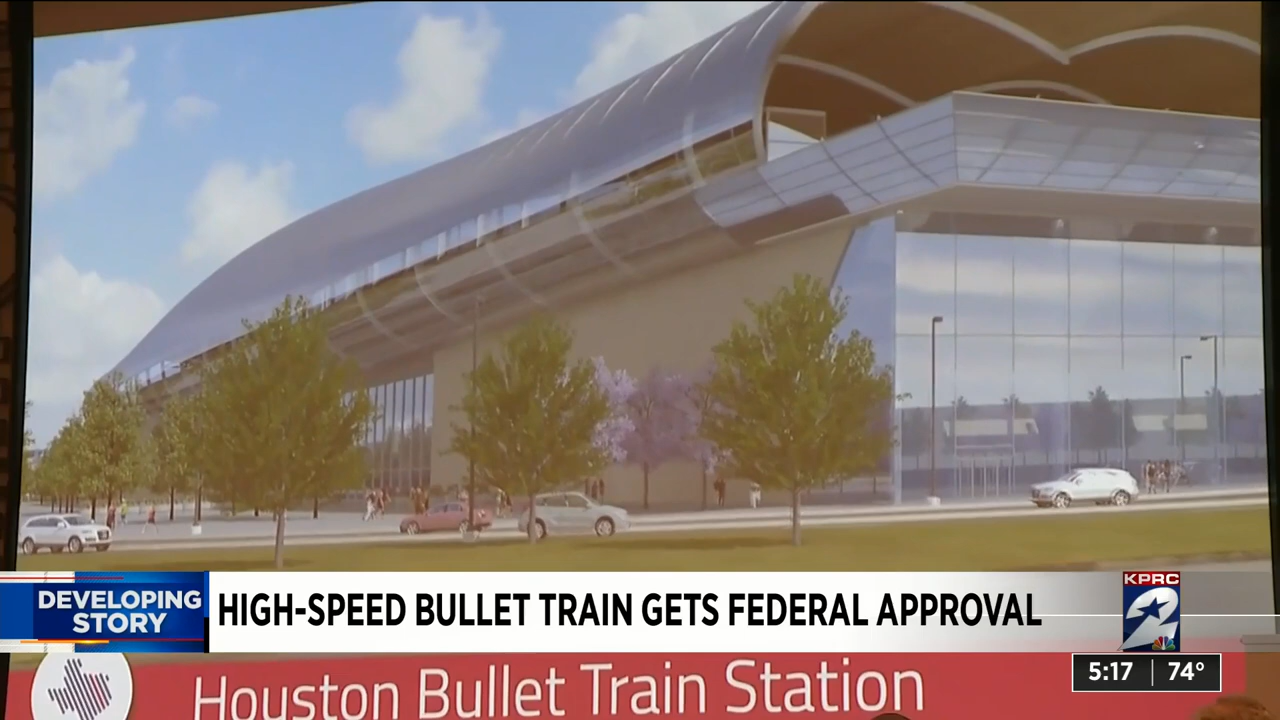 DEVELOPING
STORY
HIGH-SPEED BULLET TRAIN GETS FEDERAL APPROVAL
KPRC
2
5:17
74°
Houston Bullet Train Station